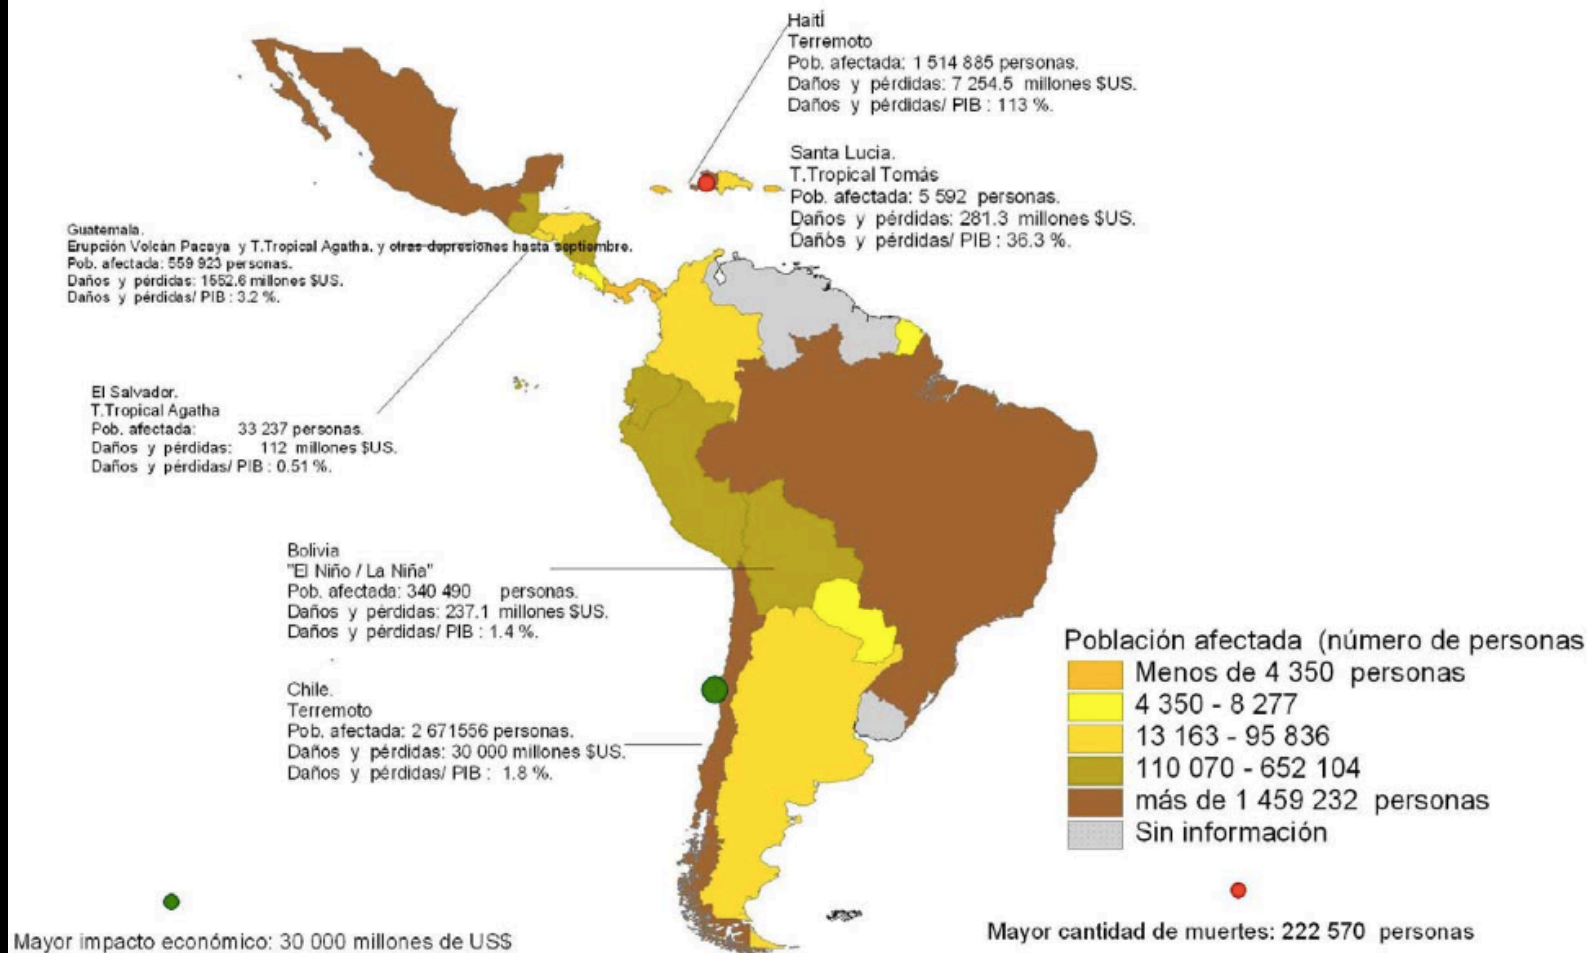 Haití
Terremoto
Pob. afectada: 1 514 885 personas.
Daños y pérdidas: 7 254.5 millones $US.
Daños y pérdidas/ PIB : 113 %.
Santa Lucia.
T.Tropical Tomás
Pob. afectada: 5 592 personas.
Daños y pérdidas: 281.3 millones $US.
Daños y pérdidas/ PIB : 36.3 %.
Guatemala.
Erupción Volcán Pacaya y T.Tropical Agatha. y otras depresiones hasta septiembre.
Pob. afectada: 559 923 personas.
Daños y pérdidas: 1552.6 millones $US.
Daños y pérdidas/ PIB : 3.2 %.
El Salvador.
T.Tropical Agatha
Pob. afectada: 33 237 personas.
Daños y pérdidas: 112 millones $US.
Daños y pérdidas/ PIB : 0.51 %.
Bolivia
"El Niño / La Niña"
Pob. afectada: 340 490 personas.
Daños y pérdidas: 237.1 millones $US.
Daños y pérdidas/ PIB : 1.4 %.
Chile.
Terremoto
Pob. afectada: 2 671556 personas.
Daños y pérdidas: 30 000 millones $US.
Daños y pérdidas/ PIB : 1.8 %.
Población afectada (número de personas
Menos de 4 350 personas
4 350 - 8 277
13 163 - 95 836
110 070 - 652 104
más de 1 459 232 personas
Sin información
Mayor impacto económico: 30 000 millones de US$
Mayor cantidad de muertes: 222 570 personas